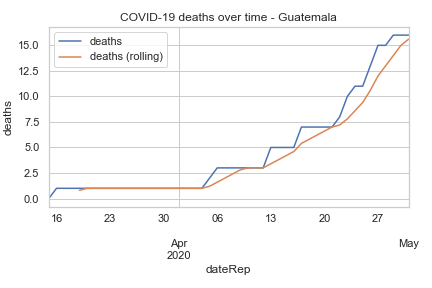 COVID-19 deaths over time - Guatemala
deaths
deaths (rolling)
deaths
15.0
12.5
10.0
7.5
5.0
2.5
0.0
16 23 30 06 13 20 27
Apr May
2020
dateRep